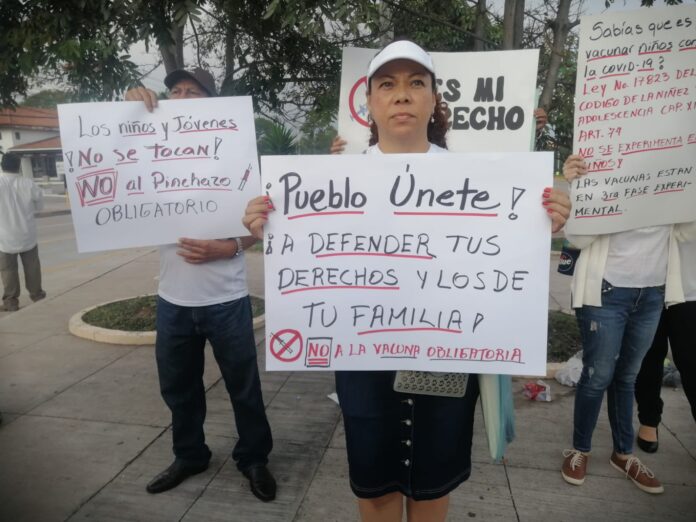 Los niños y Jóvenes
¡No se tocan!
NO al Pinchazo
OBLIGATORIO
ES MI
DERECHO
¡Pueblo Únete!
¡A DEFENDER TUS
DERECHOS Y LOS DE
TU FAMILIA!
NO A LA VACUNA OBLIGATORIA
Sabías que es
vacunar niños con
la covid-19?
Ley No. 17823 DEL
CODIGO DE LA NIÑEZ
ADOLESCENCIA CAP. V
ART. 79
NO SE EXPERIMENTA
NIÑOS Y
LAS VACUNAS ESTAN
EN 3ra FASE EXPERI-
MENTAL.